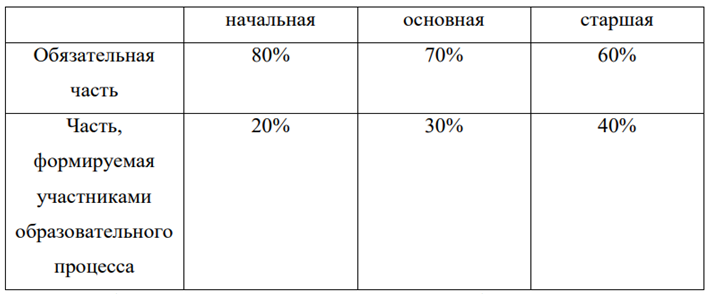 начальная основная старшая
Обязательная 80% 70% 60%
часть
Часть, 20% 30% 40%
формируемая
участниками
образовательного
процесса